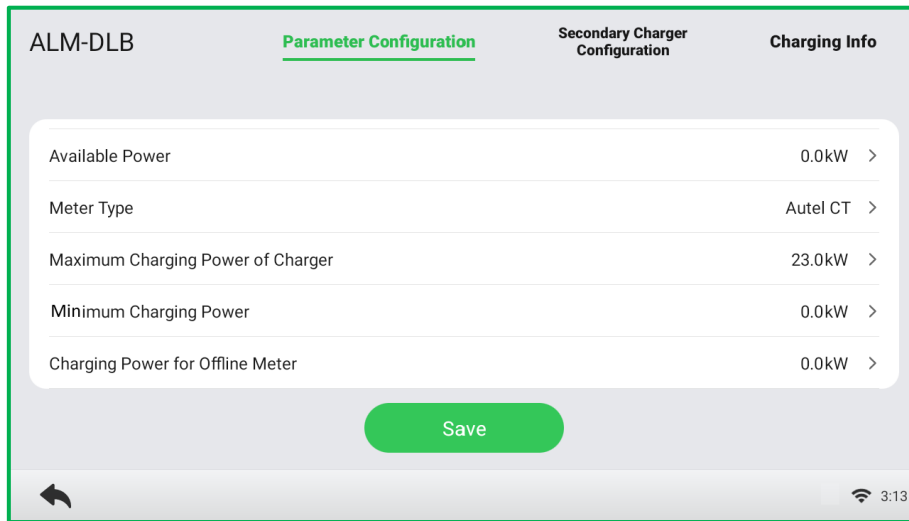 ALM-DLB
Parameter Configuration
Secondary Charger
Configuration
Charging Info
Available Power 0.0kW
Meter Type Autel CT
Maximum Charging Power of Charger 23.0kW
Minimum Charging Power 0.0kW
Charging Power for Offline Meter 0.0kW
Save
3:13